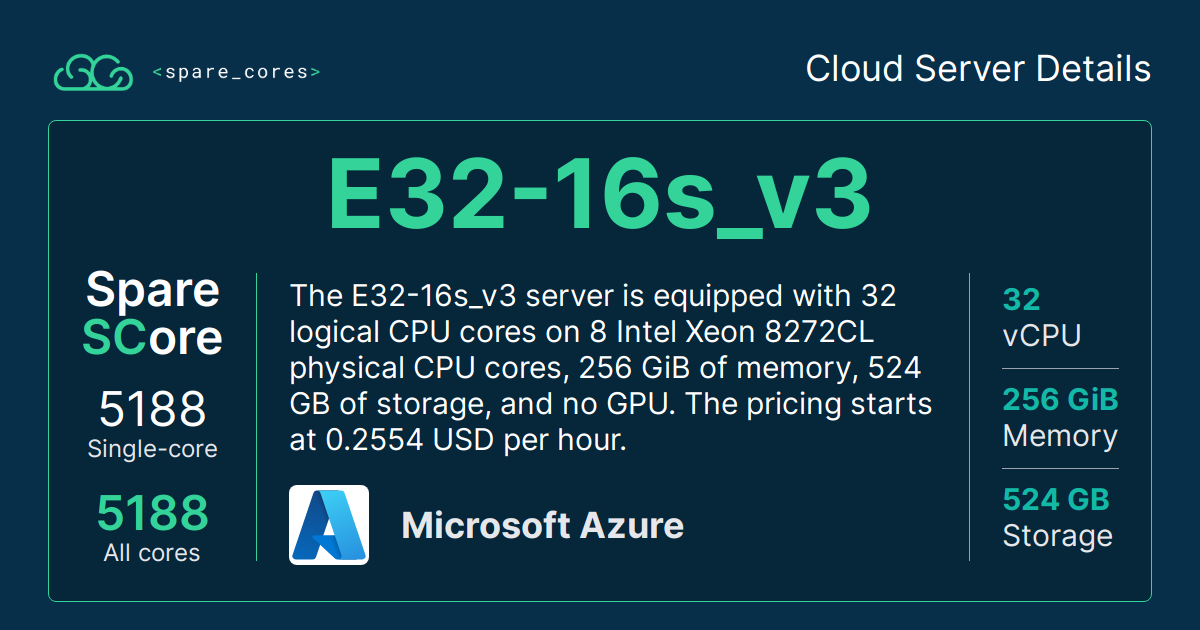 <spare_cores>
Cloud Server Details
E32-16s_v3
Spare
SCore
5188
Single-core
5188
All cores
The E32-16s_v3 server is equipped with 32
logical CPU cores on 8 Intel Xeon 8272CL
physical CPU cores, 256 GiB of memory, 524
GB of storage, and no GPU. The pricing starts
at 0.2554 USD per hour.
Microsoft Azure
32
vCPU
256 GiB
Memory
524 GB
Storage